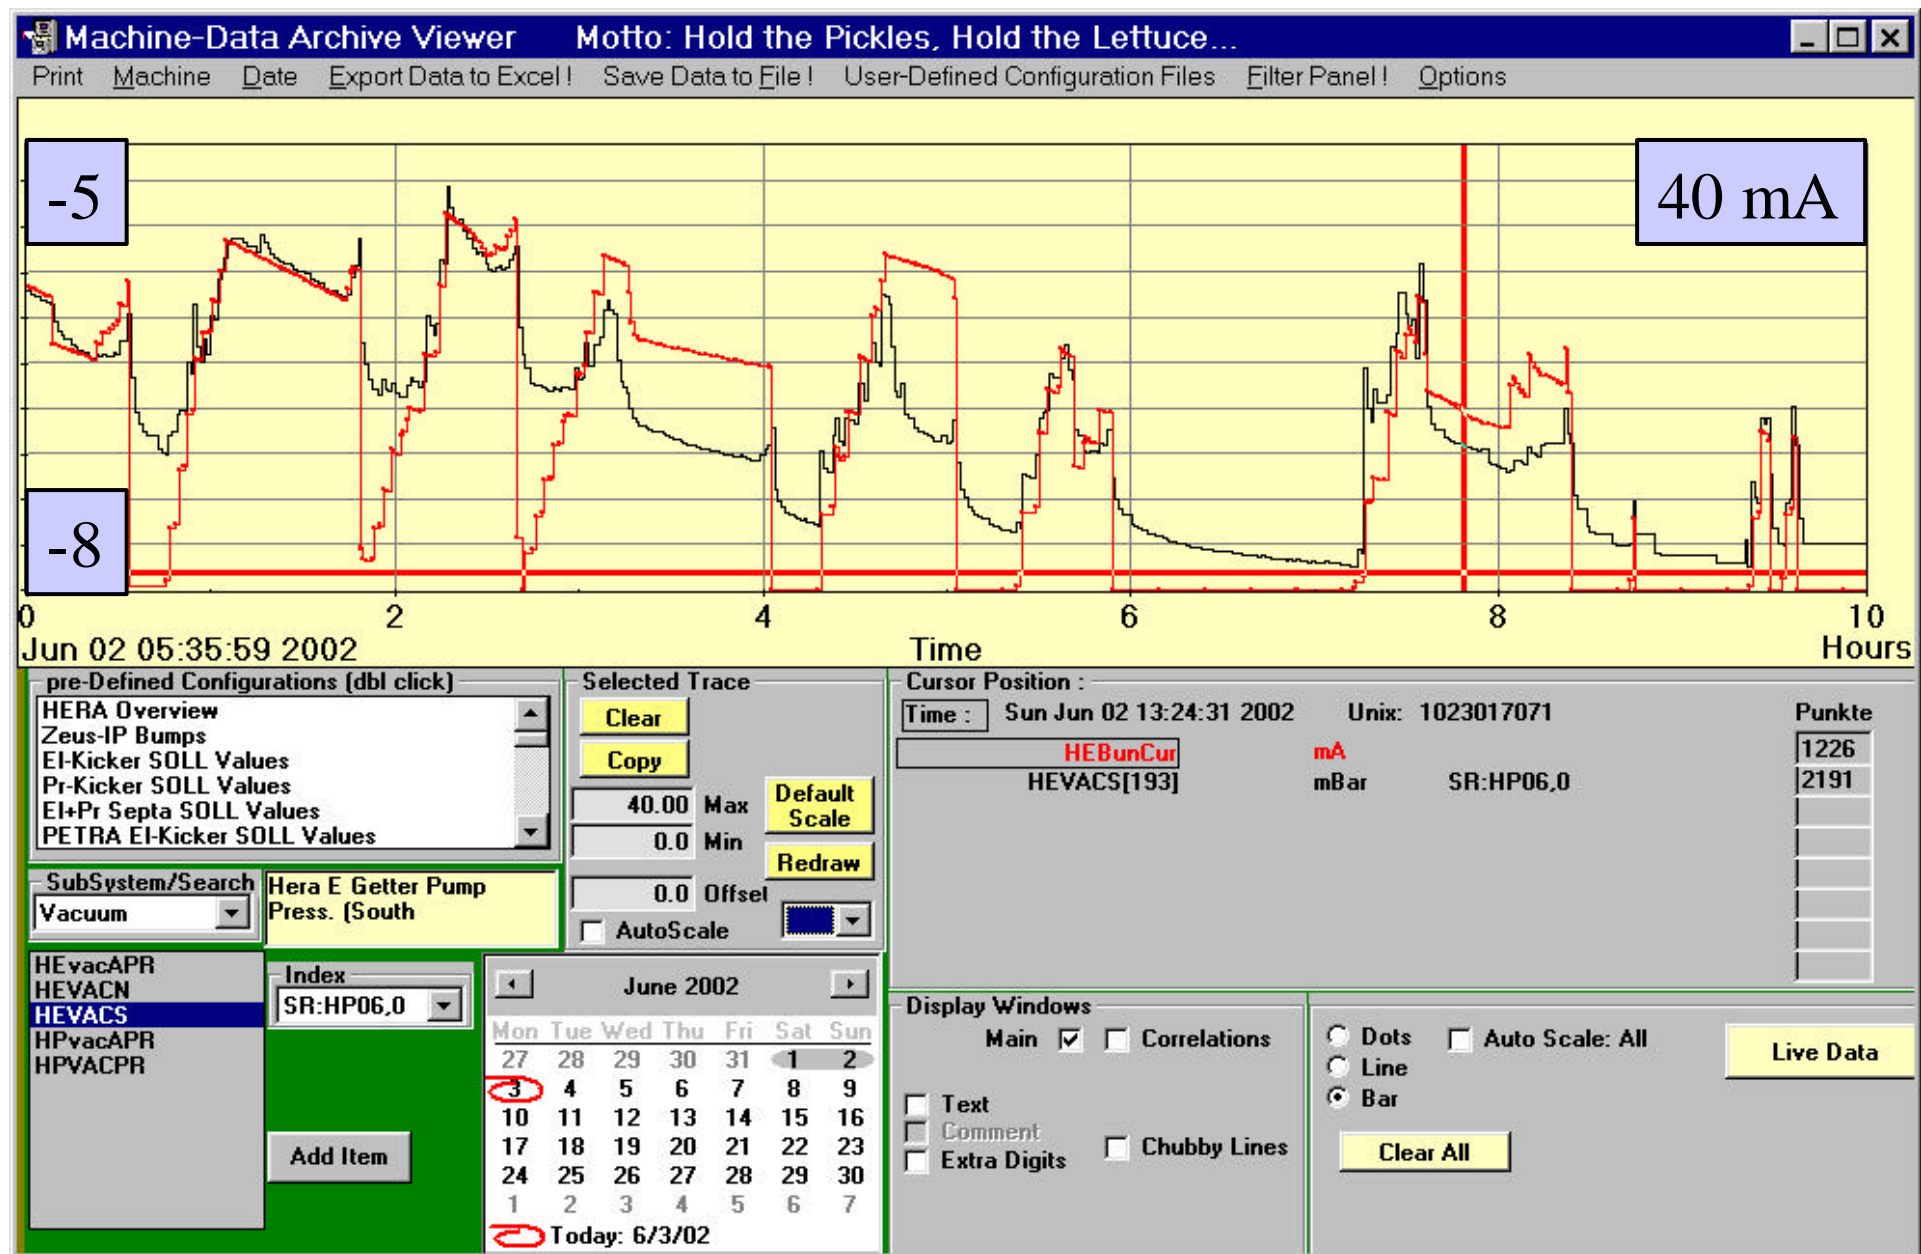 Machine-Data Archive Viewer Motto: Hold the Pickles, Hold the Lettuce...
Print Machine Date Export Data to Excel ! Save Data to File ! User-Defined Configuration Files Filter Panel ! Options
-5
40 mA
-8
0 2 4 6 8 10
Jun 02 05:35:59 2002 Time Hours
pre-Defined Configurations (dbl click)
HERA Overview
Zeus-IP Bumps
El-Kicker SOLL Values
Pr-Kicker SOLL Values
El+Pr Septa SOLL Values
PETRA El-Kicker SOLL Values
Selected Trace
Clear
Copy
40.00 Max
0.0 Min
Default Scale
Redraw
0.0 Offset
AutoScale
Cursor Position :
Time : Sun Jun 02 13:24:31 2002 Unix: 1023017071 Punkte
HEBunCur mA 1226
HEVACS[193] mBar SR:HP06,0 2191
SubSystem/Search
Vacuum
Hera E Getter Pump
Press. (South
HEvacAPR
HEVACN
HEVACS
HPvacAPR
HPVACPR
Index
SR:HP06,0
Add Item
June 2002
Mon Tue Wed Thu Fri Sat Sun
27 28 29 30 31 1 2
3 4 5 6 7 8 9
10 11 12 13 14 15 16
17 18 19 20 21 22 23
24 25 26 27 28 29 30
1 2 3 4 5 6 7
Today: 6/3/02
Display Windows
Main Correlations
Text
Comment
Extra Digits Chubby Lines
Dots Auto Scale: All
Line
Bar
Live Data
Clear All